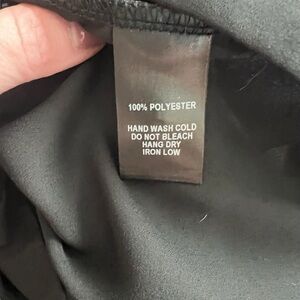 100% POLYESTER
HAND WASH COLD
DO NOT BLEACH
HANG DRY
IRON LOW